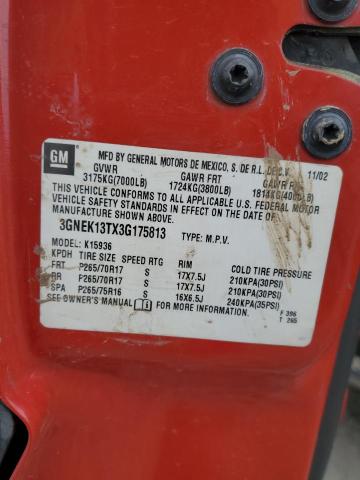 GM
MFD BY GENERAL MOTORS DE MEXICO, S. DE R.L. DE C.V. 11/02
GVWR GAWR FRT GAWR
3175KG(7000LB) 1724KG(3800LB)
THIS VEHICLE CONFORMS TO ALL APPLICABLE U.S. FEDERAL MOTOR
VEHICLE SAFETY STANDARDS IN EFFECT ON THE DATE OF
MANUFACTURE SHOWN ABOVE.
3GNEK13TX3G175813 TYPE: M.P.V.
MODEL: K15936
KPDH TIRE SIZE SPEED RTG RIM COLD TIRE PRESSURE
FRT P265/70R17 S 17X7.5J 210KPA(30PSI)
RR P265/70R17 S 17X7.5J 210KPA(30PSI)
SPA P265/75R16 S 16X6.5J 240KPA(35PSI)
SEE OWNER'S MANUAL FOR MORE INFORMATION.
F 396
T 265